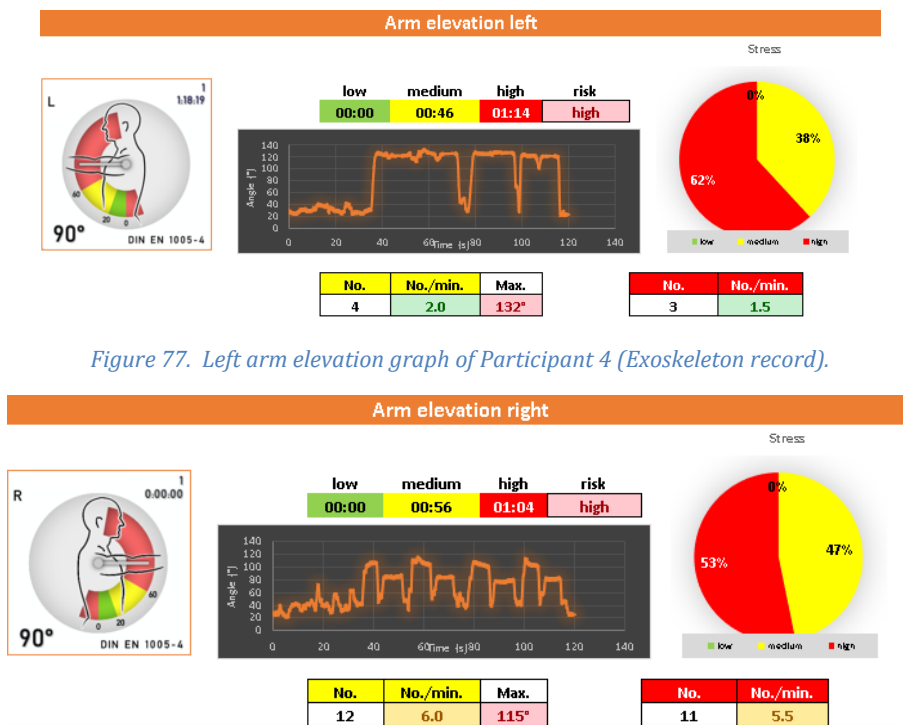 Arm elevation left
Stress
L
1
1:18:19
60
20
0
90°
DIN EN 1005-4
low medium high risk
00:00 00:46 01:14 high
140
120
100
80
60
40
20
0
Angle [°]
0 20 40 60 80 100 120 140
Time [s]
0%
38%
62%
low medium high
No. No./min. Max.
4 2.0 132°
No. No./min.
3 1.5
Figure 77. Left arm elevation graph of Participant 4 (Exoskeleton record).
Arm elevation right
Stress
R
1
0:00:00
60
20
0
90°
DIN EN 1005-4
low medium high risk
00:00 00:56 01:04 high
140
120
100
80
60
40
20
0
Angle [°]
0 20 40 60 80 100 120 140
Time [s]
0%
47%
53%
low medium high
No. No./min. Max.
12 6.0 115°
No. No./min.
11 5.5